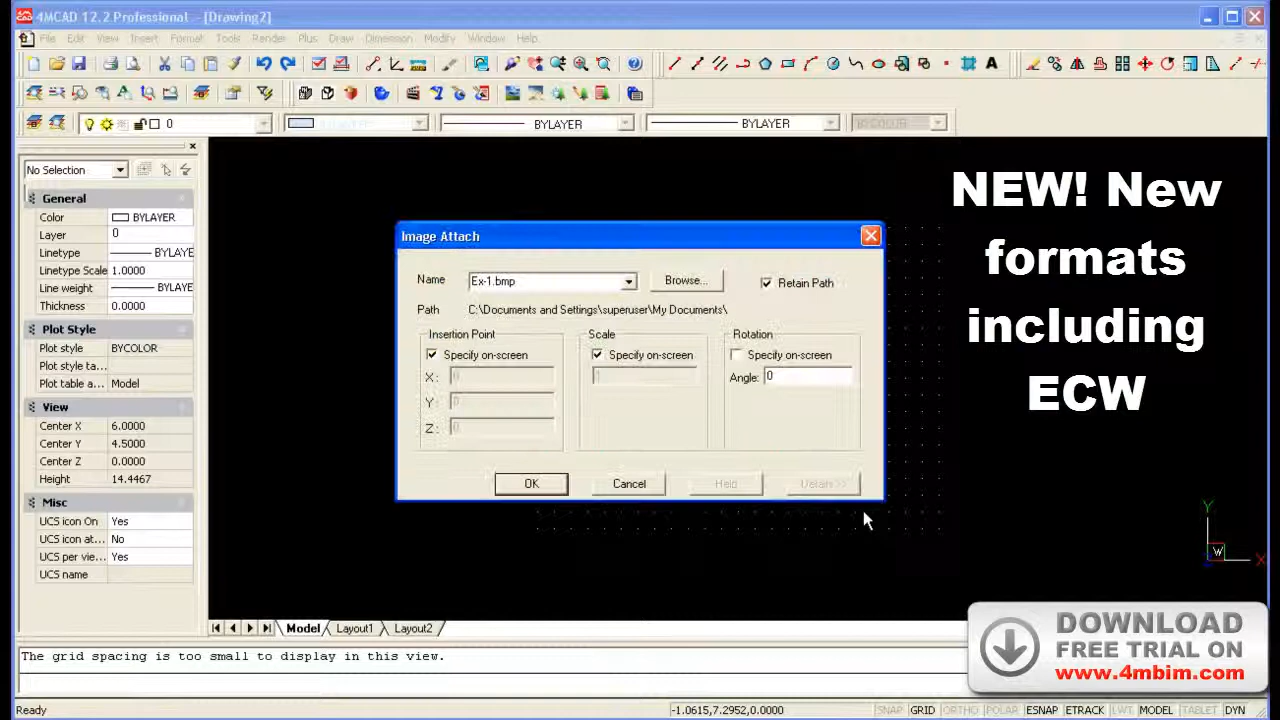 4MCAD 12.2 Professional - [Drawing2]
File Edit View Insert Format Tools Render Plus Draw Dimension Modify Window Help
0 BYLAYER BYLAYER BYCOLOR
No Selection
General
Color BYLAYER
Layer 0
Linetype BYLAYE
Linetype Scale 1.0000
Line weight BYLAYE
Thickness 0.0000
Plot Style
Plot style BYCOLOR
Plot style ta...
Plot table a... Model
View
Center X 6.0000
Center Y 4.5000
Center Z 0.0000
Height 14.4467
Misc
UCS icon On Yes
UCS icon at... No
UCS per vie... Yes
UCS name
Image Attach
Name Ex-1.bmp Browse... Retain Path
Path C:\Documents and Settings\superuser\My Documents\
Insertion Point Scale Rotation
Specify on-screen Specify on-screen Specify on-screen
X: 0 Angle: 0
Y: 0
Z: 0
OK Cancel Held Details >>
NEW! New
formats
including
ECW
Y
W X
Model Layout1 Layout2
The grid spacing is too small to display in this view.
DOWNLOAD
FREE TRIAL ON
www.4mbim.com
Ready -1.0615,7.2952,0.0000 SNAP GRID ORTHO POLAR ESNAP ETRACK LWT MODEL TABLET DYN